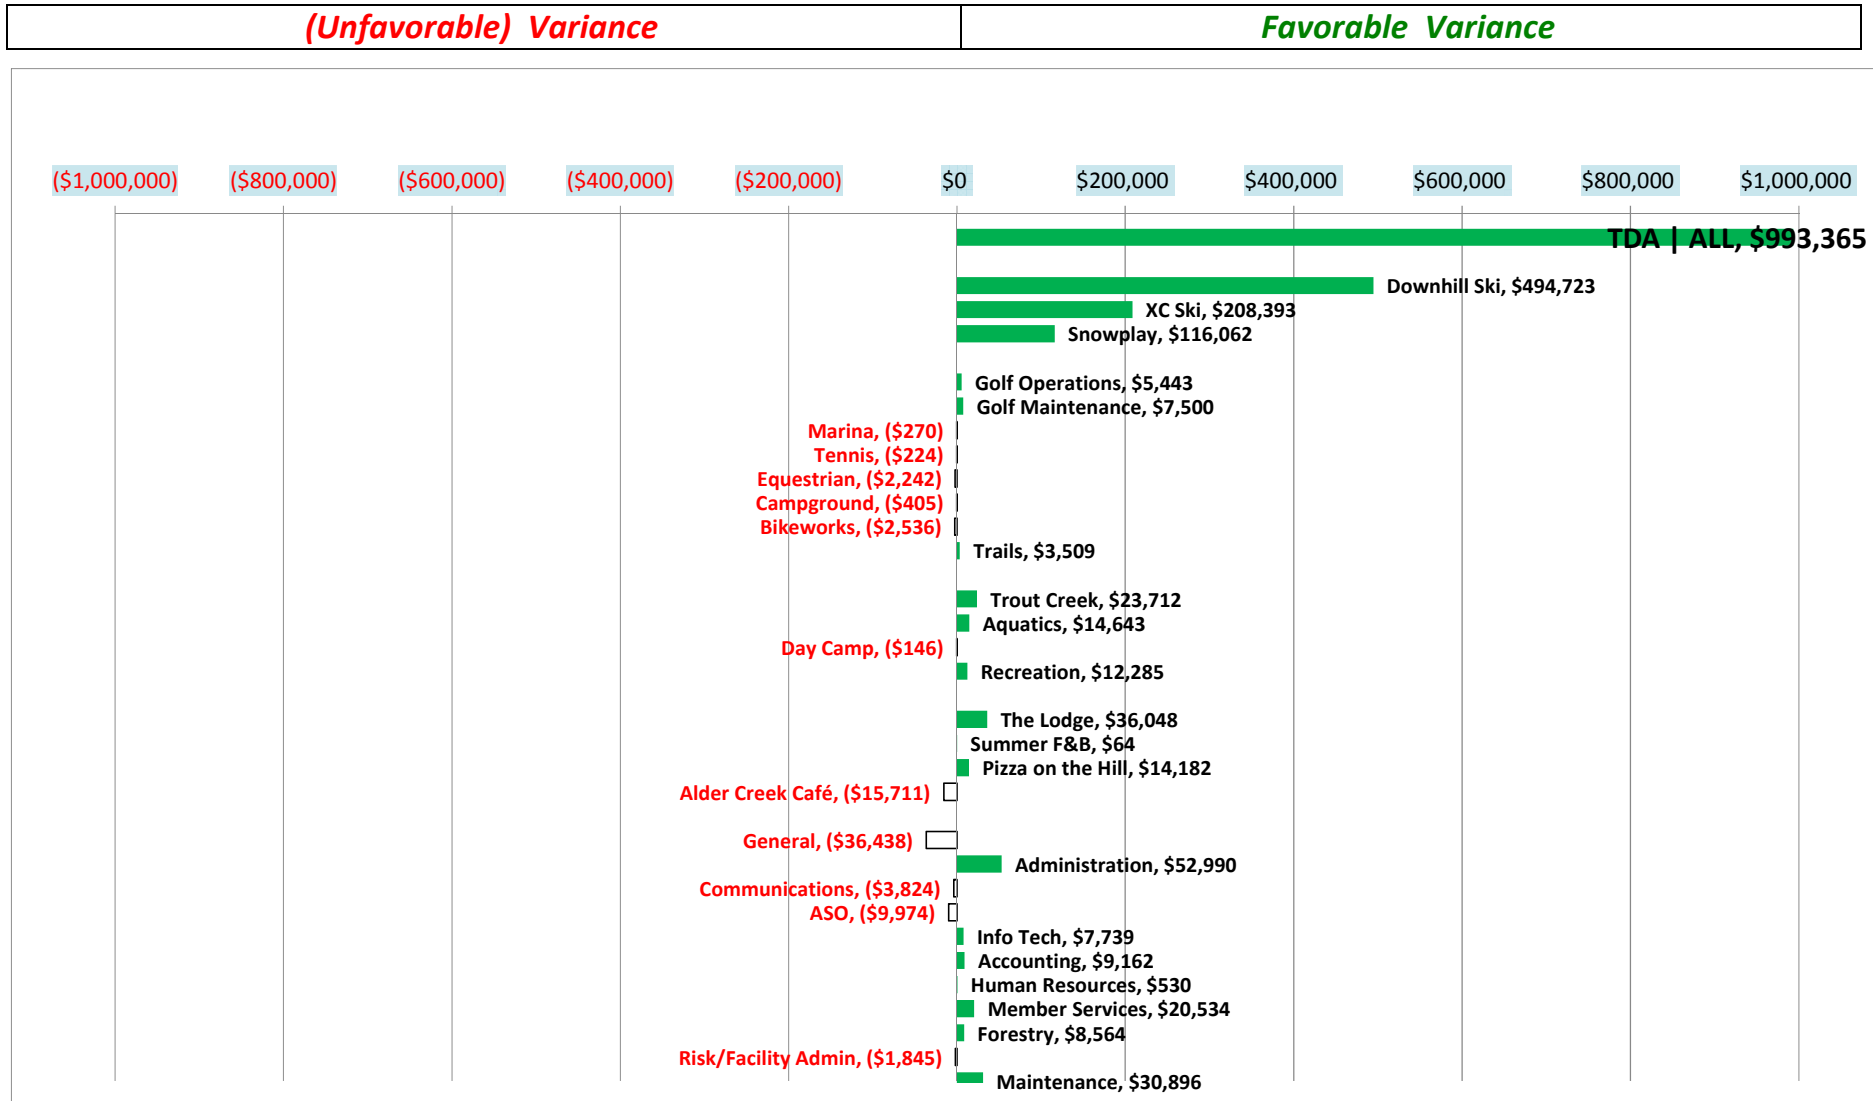 (Unfavorable) Variance
Favorable Variance
($1,000,000) ($800,000) ($600,000) ($400,000) ($200,000) $0 $200,000 $400,000 $600,000 $800,000 $1,000,000
TDA | ALL, $993,365
Downhill Ski, $494,723
XC Ski, $208,393
Snowplay, $116,062
Golf Operations, $5,443
Golf Maintenance, $7,500
Marina, ($270)
Tennis, ($224)
Equestrian, ($2,242)
Campground, ($405)
Bikeworks, ($2,536)
Trails, $3,509
Trout Creek, $23,712
Aquatics, $14,643
Day Camp, ($146)
Recreation, $12,285
The Lodge, $36,048
Summer F&B, $64
Pizza on the Hill, $14,182
Alder Creek Café, ($15,711)
General, ($36,438)
Administration, $52,990
Communications, ($3,824)
ASO, ($9,974)
Info Tech, $7,739
Accounting, $9,162
Human Resources, $530
Member Services, $20,534
Forestry, $8,564
Risk/Facility Admin, ($1,845)
Maintenance, $30,896